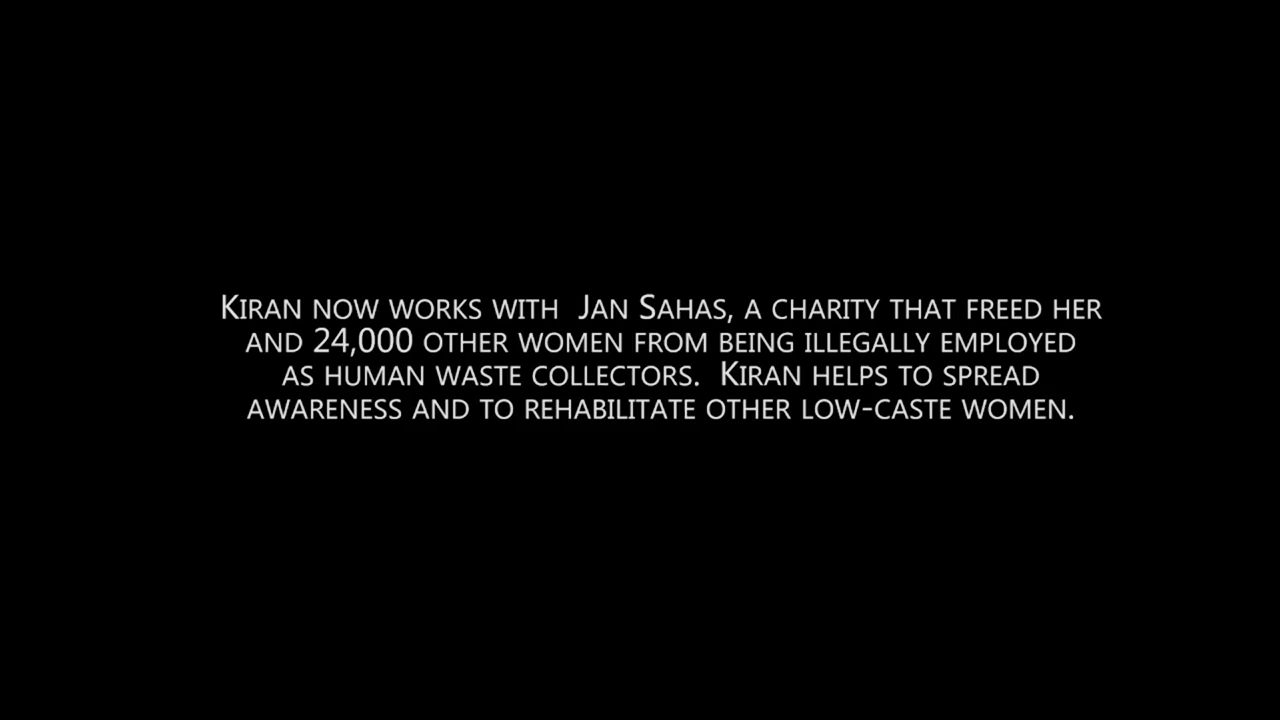 Kiran now works with  Jan Sahas, a charity that freed her
and 24,000 other women from being illegally employed
as human waste collectors.  Kiran helps to spread
awareness and to rehabilitate other low-caste women.